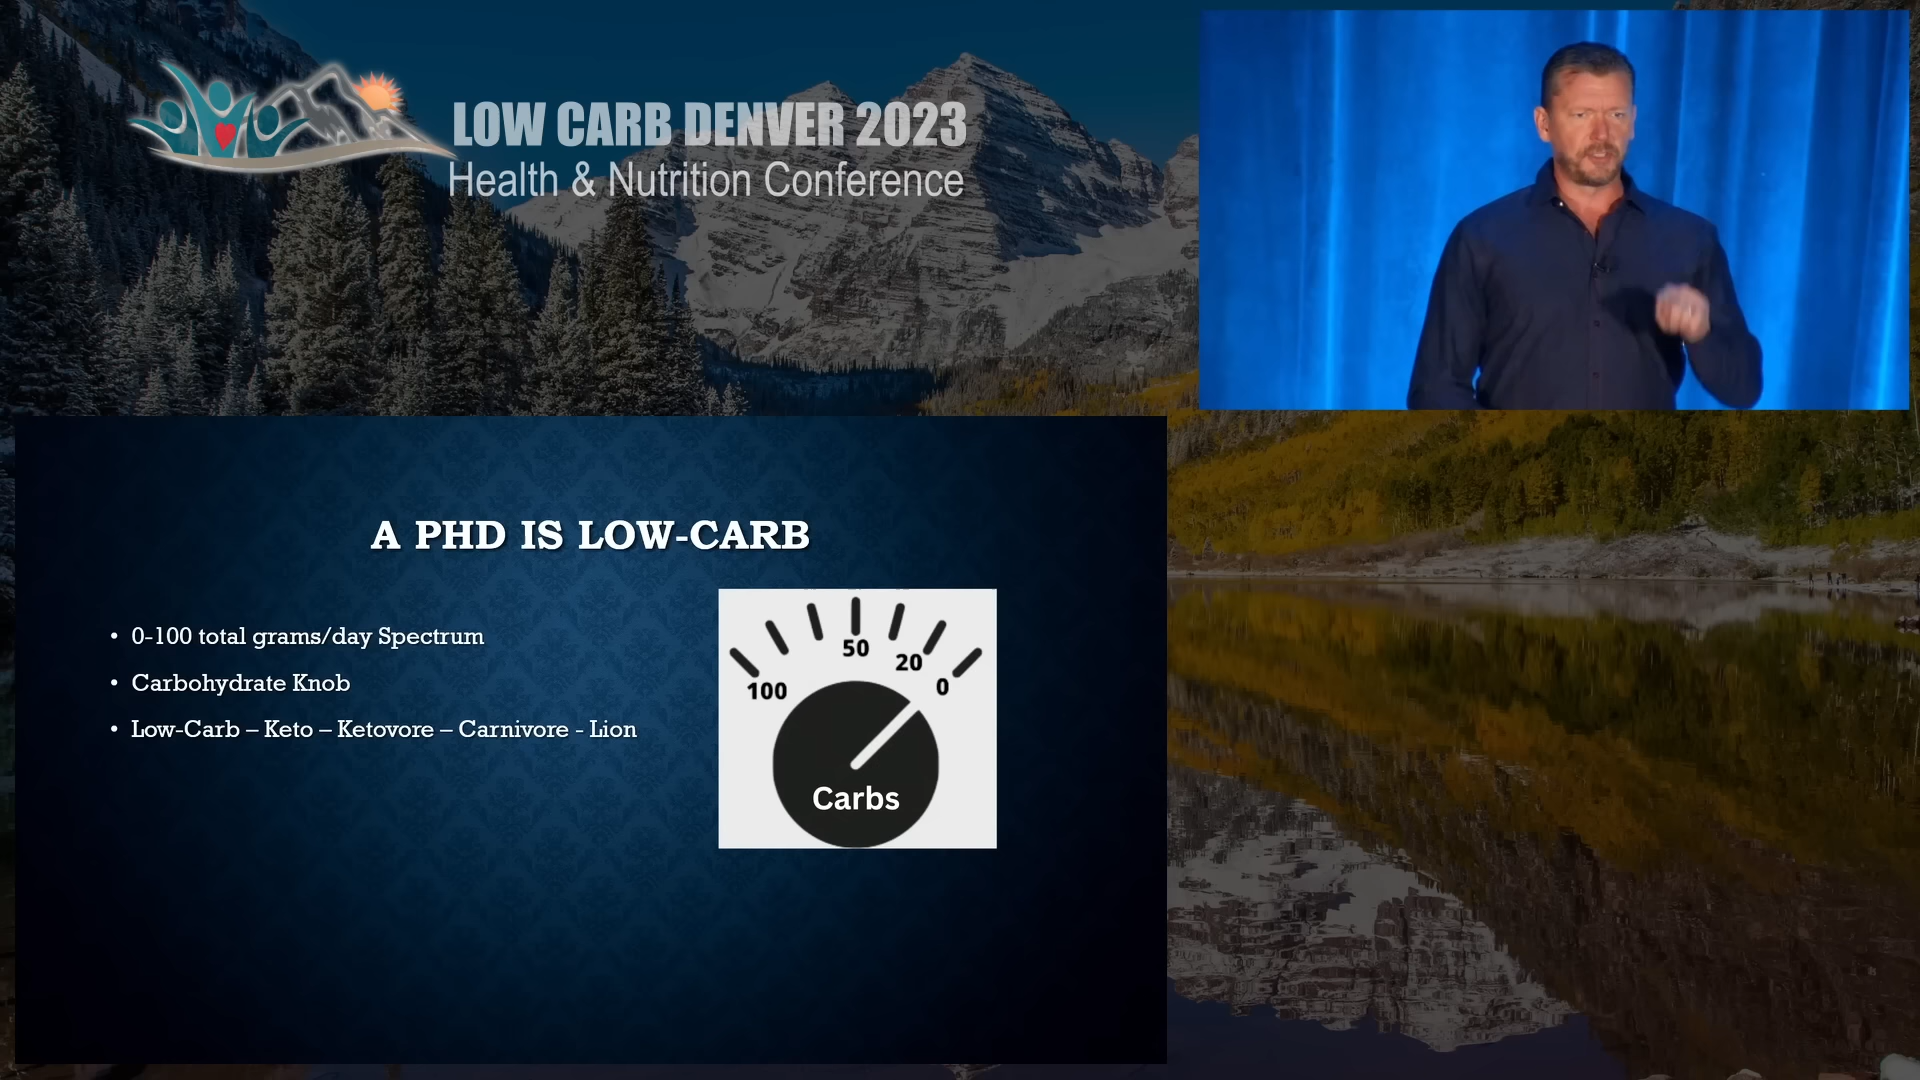 LOW CARB DENVER 2023
Health & Nutrition Conference
A PHD IS LOW-CARB
• 0-100 total grams/day Spectrum
• Carbohydrate Knob
• Low-Carb – Keto – Ketovore – Carnivore - Lion
50
20
100
0
Carbs